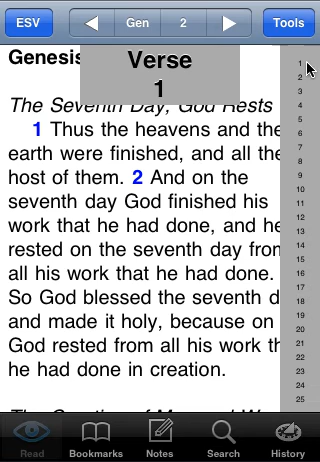 ESV
Gen
2
Tools
Genesis
Verse
1
The Seventh Day, God Rests
1 Thus the heavens and the
earth were finished, and all the
host of them. 2 And on the
seventh day God finished his
work that he had done, and he
rested on the seventh day from
all his work that he had done.
So God blessed the seventh d
and made it holy, because on
God rested from all his work th
he had done in creation.
1
2
3
4
5
6
7
8
9
10
11
12
13
14
15
16
17
18
19
20
21
22
23
24
25
Read
Bookmarks
Notes
Search
History